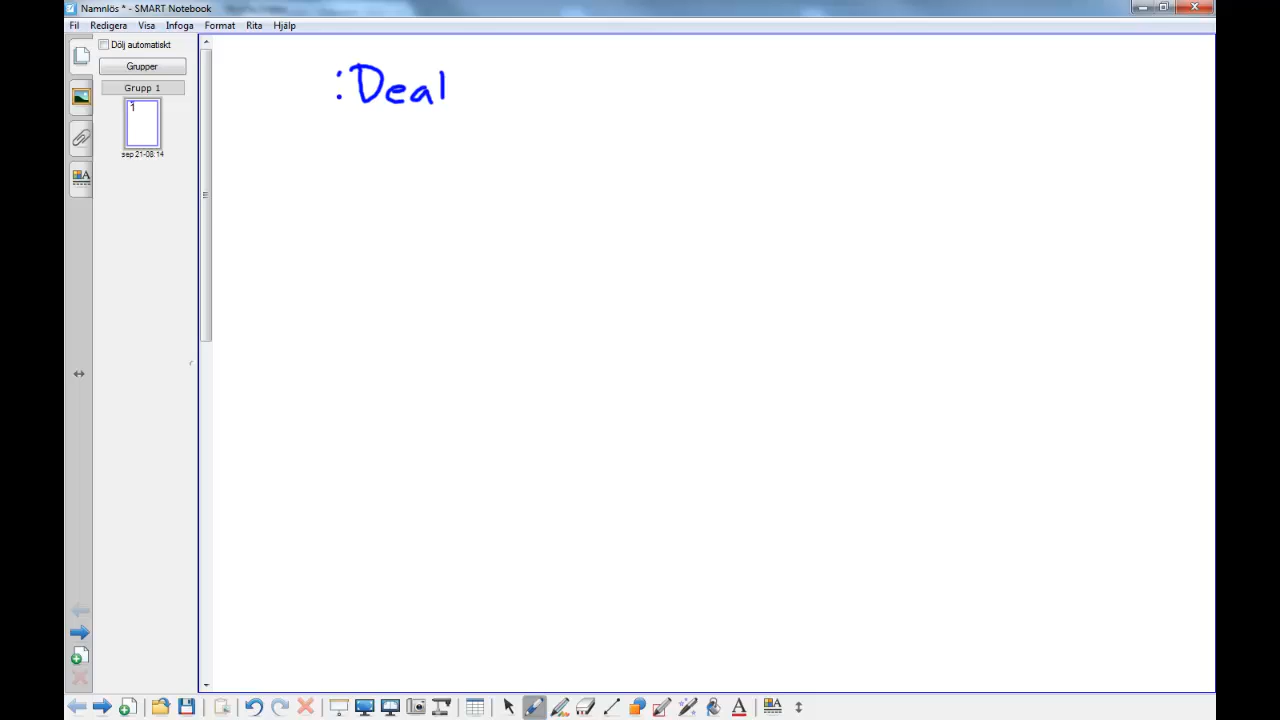 Namnlös * - SMART Notebook
Fil Redigera Visa Infoga Format Rita Hjälp
Dölj automatiskt
Grupper
Grupp 1
1
sep 21-08:14
:Deal